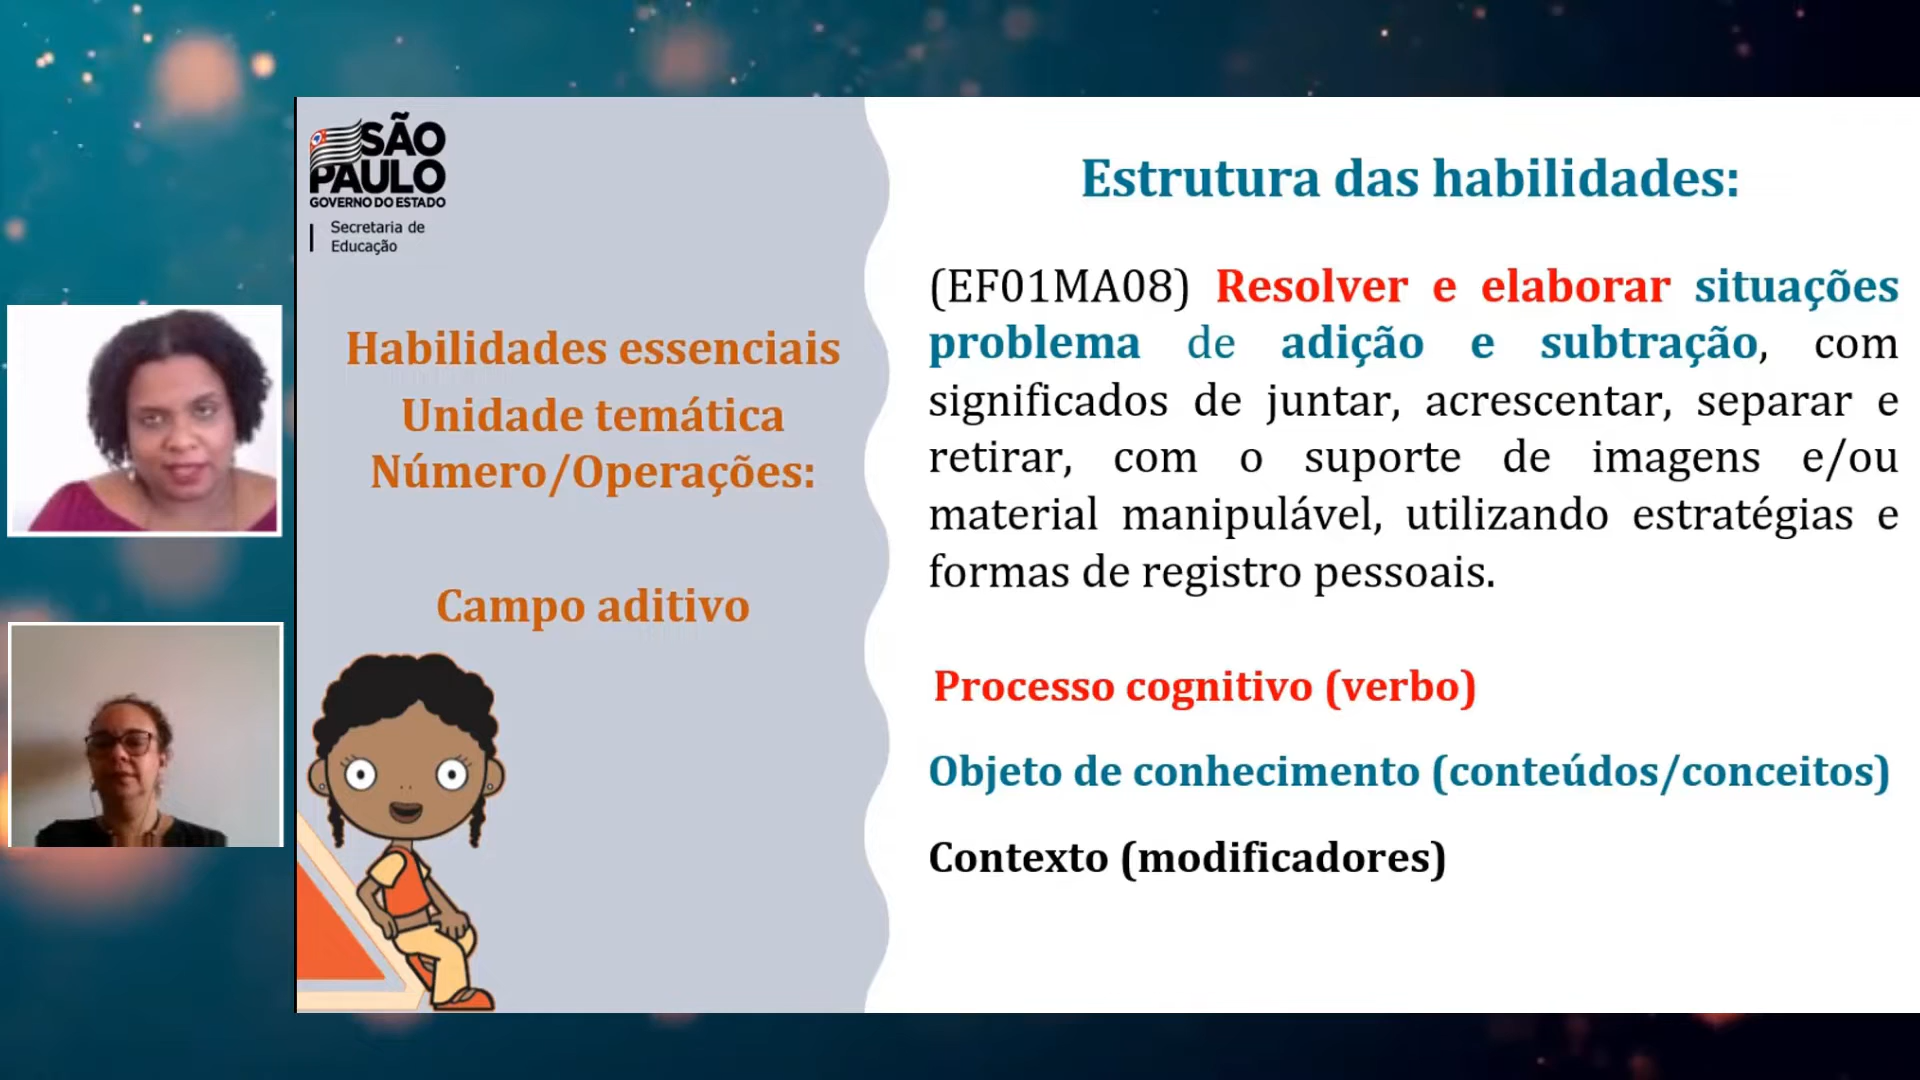 SÃO
PAULO
GOVERNO DO ESTADO
Secretaria de
Educação
Habilidades essenciais
Unidade temática
Número/Operações:
Campo aditivo
Estrutura das habilidades:
(EF01MA08) Resolver e elaborar situações
problema de adição e subtração, com
significados de juntar, acrescentar, separar e
retirar, com o suporte de imagens e/ou
material manipulável, utilizando estratégias e
formas de registro pessoais.
Processo cognitivo (verbo)
Objeto de conhecimento (conteúdos/conceitos)
Contexto (modificadores)